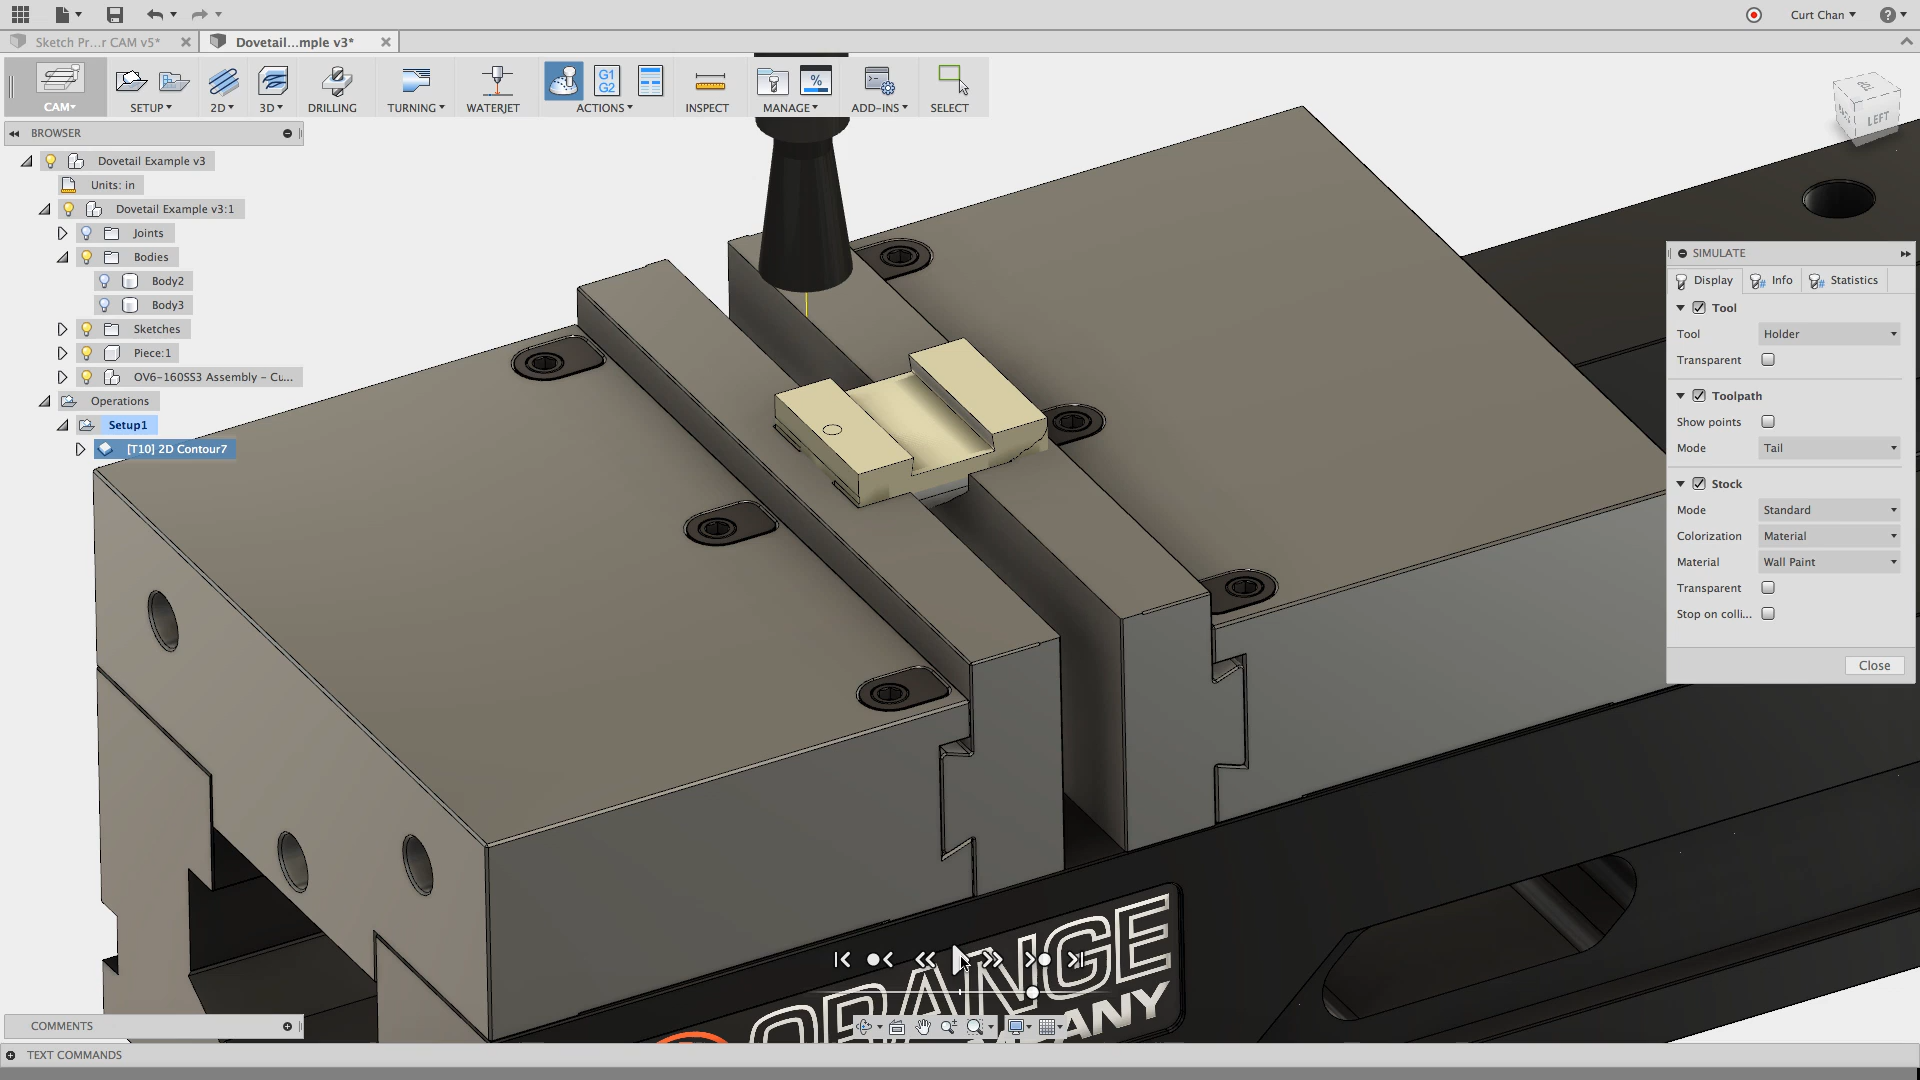 Curt Chan
Sketch Pr...r CAM v5*
Dovetail...mple v3*
CAM
SETUP
2D
3D
DRILLING
TURNING
WATERJET
G1
G2
ACTIONS
INSPECT
%
MANAGE
ADD-INS
SELECT
BROWSER
Dovetail Example v3
Units: in
Dovetail Example v3:1
Joints
Bodies
Body2
Body3
Sketches
Piece:1
OV6-160SS3 Assembly - Cu...
Operations
Setup1
[T10] 2D Contour7
LEFT
SIMULATE
Display
Info
Statistics
Tool
Tool
Holder
Transparent
Toolpath
Show points
Mode
Tail
Stock
Mode
Standard
Colorization
Material
Material
Wall Paint
Transparent
Stop on colli...
Close
ORANGE
COMMENTS
TEXT COMMANDS